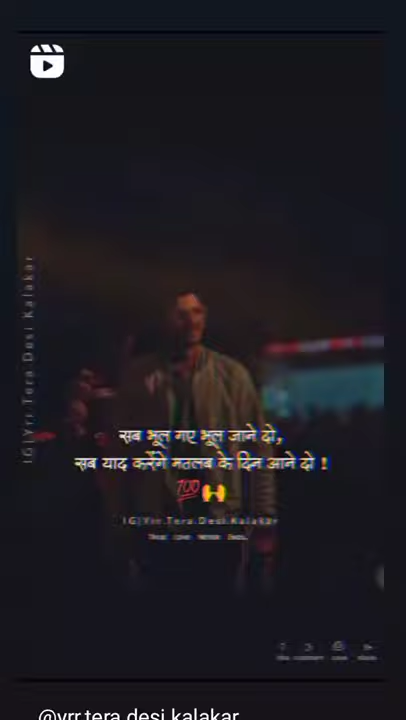 IG|Yrr.Tera.Desi.Kalakar
सब भूल गए भूल जाने दो,
सब याद करेंगे मतलब के दिन आने दो !
💯🙌
IG|Yrr.Tera.Desi.Kalakar
@yrr.tera.desi.kalakar